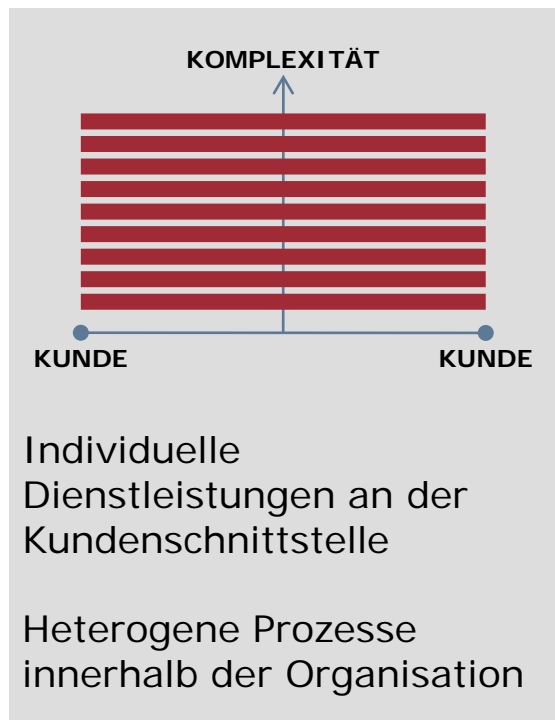 KOMPLEXITÄT
KUNDE
KUNDE
Individuelle
Dienstleistungen an der
Kundenschnittstelle
Heterogene Prozesse
innerhalb der Organisation